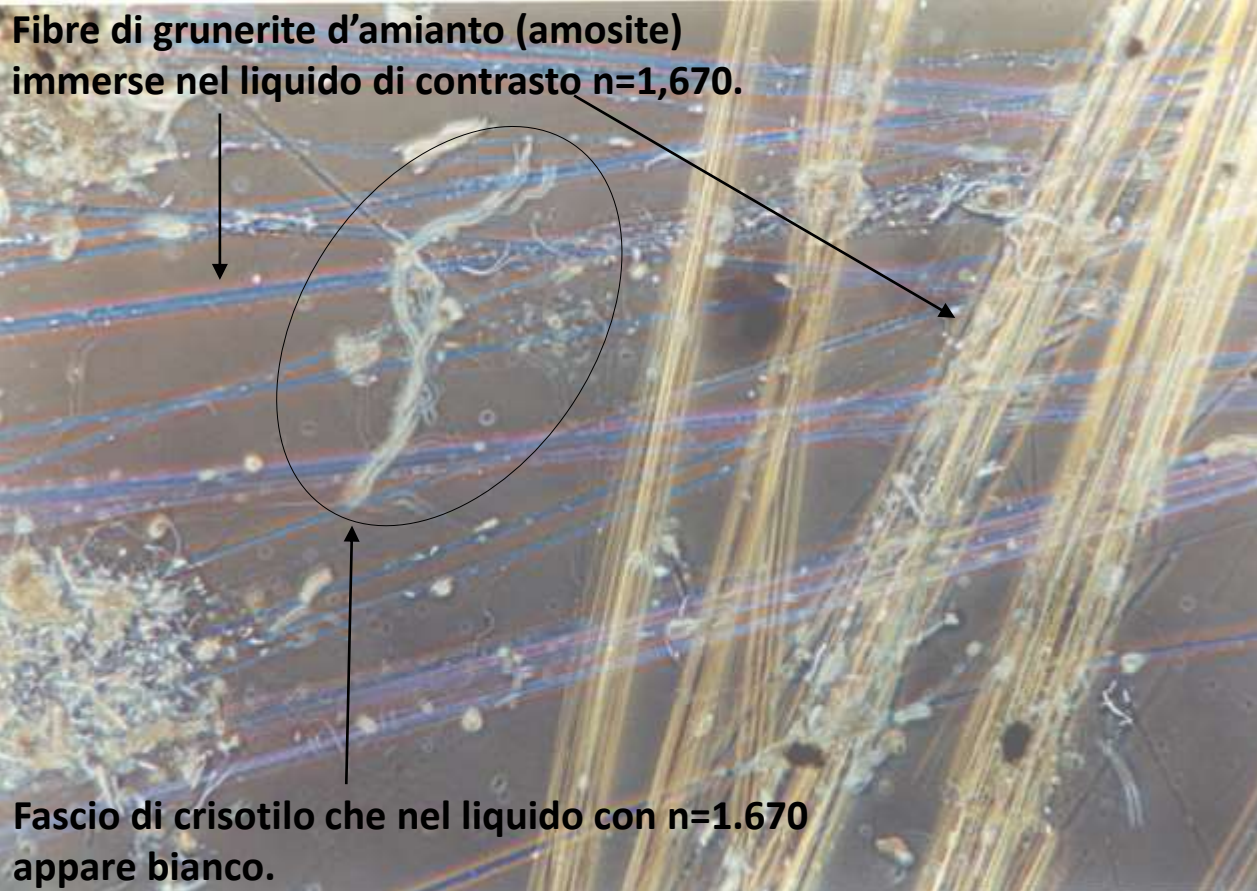 Fibre di grunerite d’amianto (amosite)
immerse nel liquido di contrasto n=1,670.
Fascio di crisotilo che nel liquido con n=1.670
appare bianco.